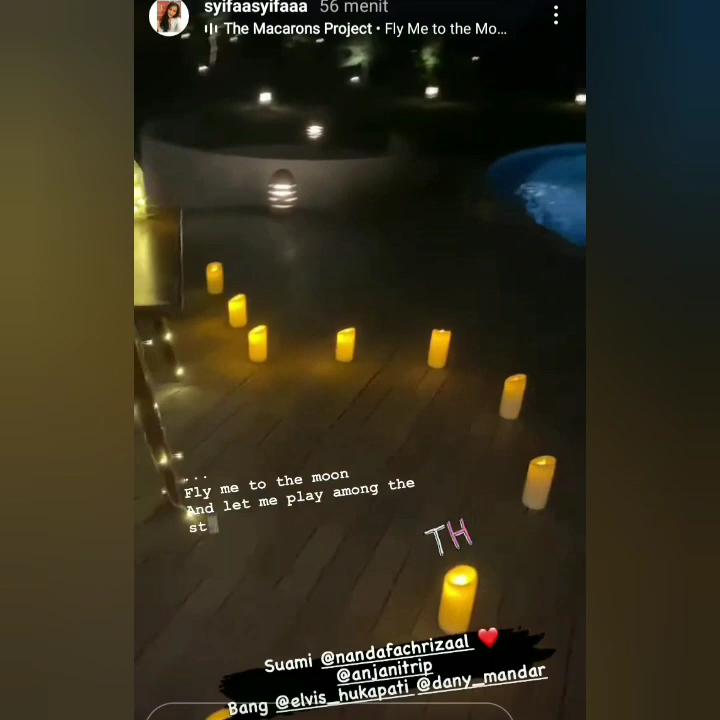 syifaasyifaaa 56 menit
The Macarons Project • Fly Me to the Mo...
...
Fly me to the moon
And let me play among the
st
TH
Suami @nandafachrizaal ❤️
@anjanitrip
Bang @elvis_hukapati @dany_mandar